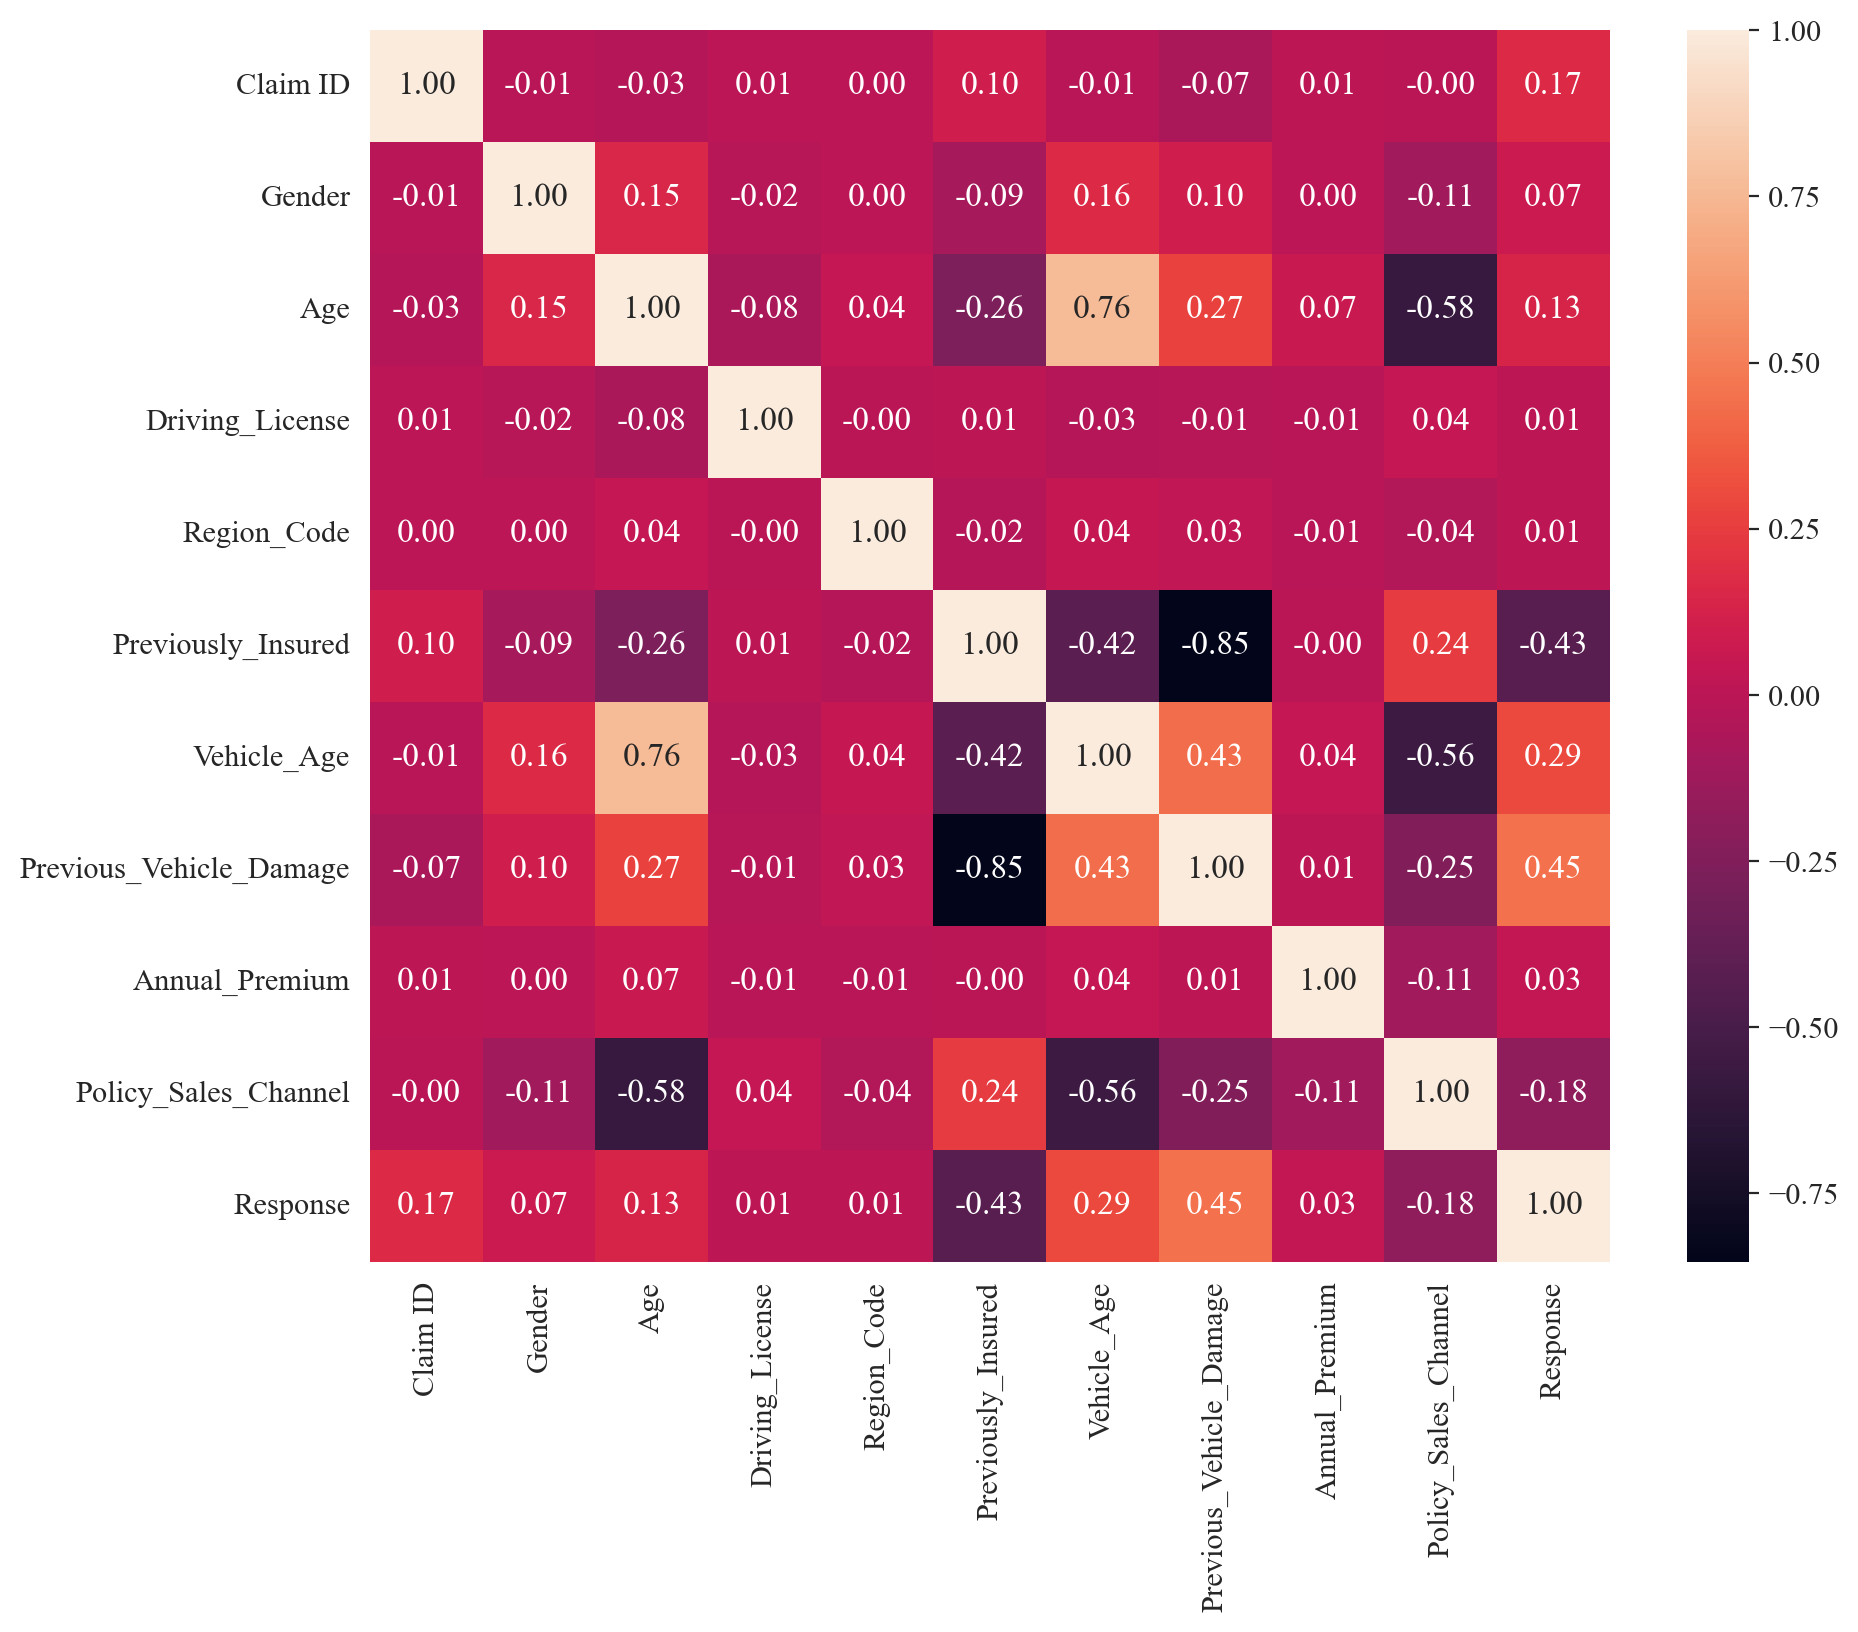 Claim ID 1.00 -0.01 -0.03 0.01 0.00 0.10 -0.01 -0.07 0.01 -0.00 0.17
Gender -0.01 1.00 0.15 -0.02 0.00 -0.09 0.16 0.10 0.00 -0.11 0.07
Age -0.03 0.15 1.00 -0.08 0.04 -0.26 0.76 0.27 0.07 -0.58 0.13
Driving_License 0.01 -0.02 -0.08 1.00 -0.00 0.01 -0.03 -0.01 -0.01 0.04 0.01
Region_Code 0.00 0.00 0.04 -0.00 1.00 -0.02 0.04 0.03 -0.01 -0.04 0.01
Previously_Insured 0.10 -0.09 -0.26 0.01 -0.02 1.00 -0.42 -0.85 -0.00 0.24 -0.43
Vehicle_Age -0.01 0.16 0.76 -0.03 0.04 -0.42 1.00 0.43 0.04 -0.56 0.29
Previous_Vehicle_Damage -0.07 0.10 0.27 -0.01 0.03 -0.85 0.43 1.00 0.01 -0.25 0.45
Annual_Premium 0.01 0.00 0.07 -0.01 -0.01 -0.00 0.04 0.01 1.00 -0.11 0.03
Policy_Sales_Channel -0.00 -0.11 -0.58 0.04 -0.04 0.24 -0.56 -0.25 -0.11 1.00 -0.18
Response 0.17 0.07 0.13 0.01 0.01 -0.43 0.29 0.45 0.03 -0.18 1.00
Claim ID
Gender
Age
Driving_License
Region_Code
Previously_Insured
Vehicle_Age
Previous_Vehicle_Damage
Annual_Premium
Policy_Sales_Channel
Response
1.00
0.75
0.50
0.25
0.00
−0.25
−0.50
−0.75